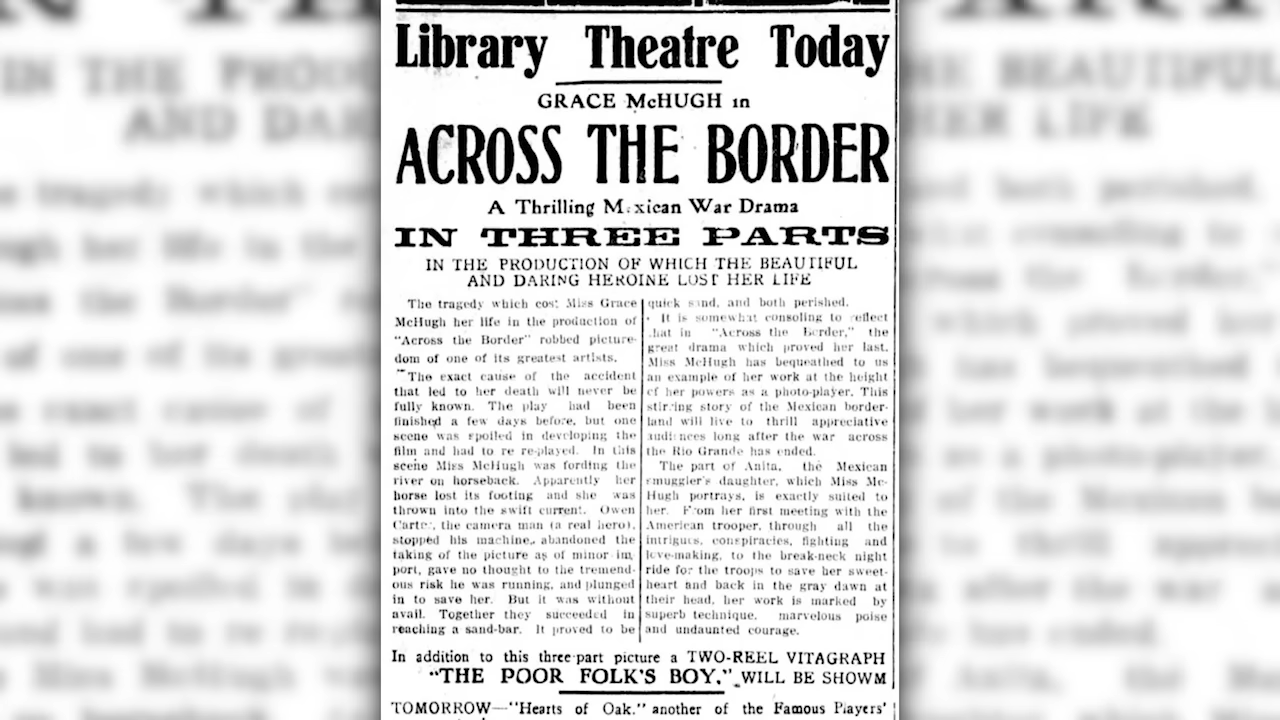 Library Theatre Today
GRACE McHUGH in
ACROSS THE BORDER
A Thrilling Mexican War Drama
IN THREE PARTS
IN THE PRODUCTION OF WHICH THE BEAUTIFUL
AND DARING HEROINE LOST HER LIFE
The tragedy which cost Miss Grace
McHugh her life in the production of
"Across the Border" robbed picture-
dom of one of its greatest artists.
The exact cause of the accident
that led to her death will never be
fully known. The play had been
finished a few days before, but one
scene was spoiled in developing the
film and had to re re-played. In this
scene Miss McHugh was fording the
river on horseback. Apparently her
horse lost its footing and she was
thrown into the swift current. Owen
Carter, the camera man (a real hero),
stopped his machine, abandoned the
taking of the picture as of minor im-
port, gave no thought to the tremend-
ous risk he was running, and plunged
in to save her. But it was without
avail. Together they succeeded in
reaching a sand-bar. It proved to be
quick sand, and both perished.
It is somewhat consoling to reflect
that in "Across the Border," the
great drama which proved her last,
Miss McHugh has bequeathed to us
an example of her work at the height
of her powers as a photo-player. This
stirring story of the Mexican border-
land will live to thrill appreciative
audiences long after the war across
the Rio Grande has ended.
The part of Anita, the Mexican
smuggler's daughter, which Miss Mc-
Hugh portrays, is exactly suited to
her. From her first meeting with the
American trooper, through all the
intrigues, conspiracies, fighting and
love-making, to the break-neck night
ride for the troops to save her sweet-
heart and back in the gray dawn at
their head, her work is marked by
superb technique, marvelous poise
and undaunted courage.
In addition to this three-part picture a TWO-REEL VITAGRAPH
"THE POOR FOLK'S BOY," WILL BE SHOWM
TOMORROW—"Hearts of Oak." another of the Famous Players'